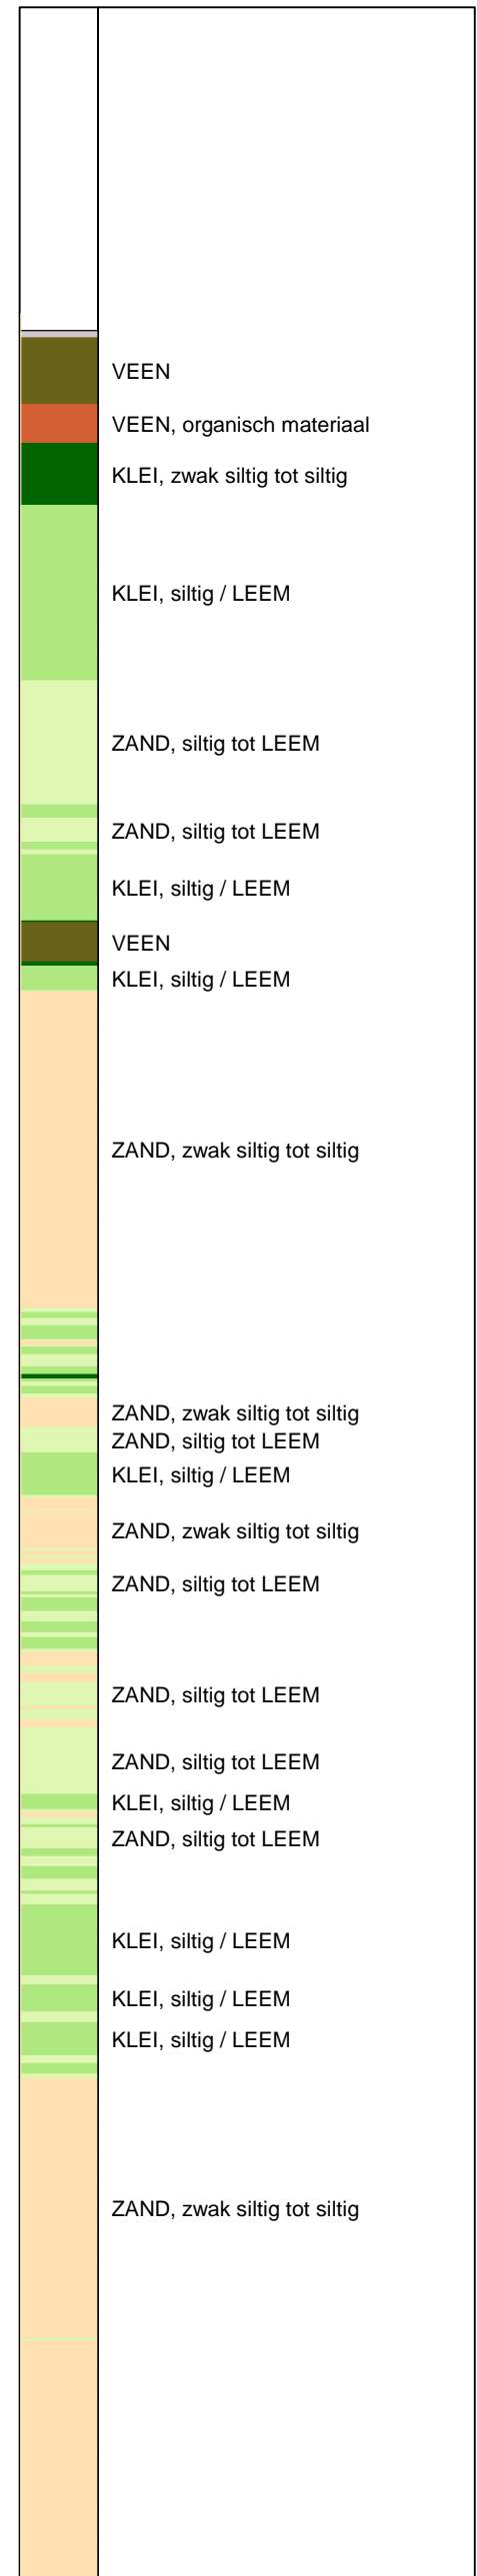 VEEN
VEEN, organisch materiaal
KLEI, zwak siltig tot siltig
KLEI, siltig / LEEM
ZAND, siltig tot LEEM
ZAND, siltig tot LEEM
KLEI, siltig / LEEM
VEEN
KLEI, siltig / LEEM
ZAND, zwak siltig tot siltig
ZAND, zwak siltig tot siltig
ZAND, siltig tot LEEM
KLEI, siltig / LEEM
ZAND, zwak siltig tot siltig
ZAND, siltig tot LEEM
ZAND, siltig tot LEEM
ZAND, siltig tot LEEM
KLEI, siltig / LEEM
ZAND, siltig tot LEEM
KLEI, siltig / LEEM
KLEI, siltig / LEEM
KLEI, siltig / LEEM
ZAND, zwak siltig tot siltig